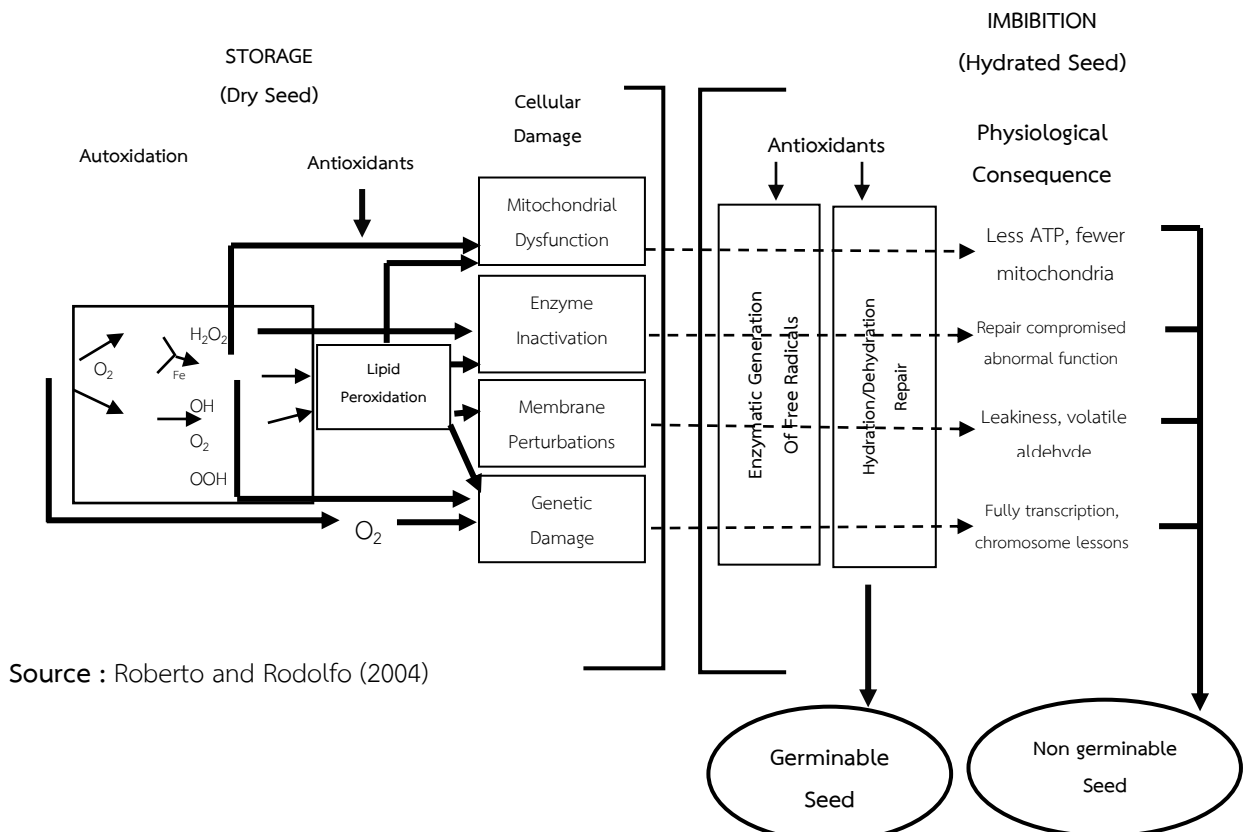 STORAGE
(Dry Seed)
IMBIBITION
(Hydrated Seed)
Autoxidation
Antioxidants
Cellular
Damage
Antioxidants
Physiological
Consequence
O₂
Fe
H₂O₂
OH
O₂
OOH
O₂
Lipid
Peroxidation
Mitochondrial
Dysfunction
Enzyme
Inactivation
Membrane
Perturbations
Genetic
Damage
Enzymatic Generation
Of Free Radicals
Hydration/Dehydration
Repair
Less ATP, fewer
mitochondria
Repair compromised
abnormal function
Leakiness, volatile
aldehyde
Fully transcription,
chromosome lessons
Germinable
Seed
Non germinable
Seed
Source : Roberto and Rodolfo (2004)